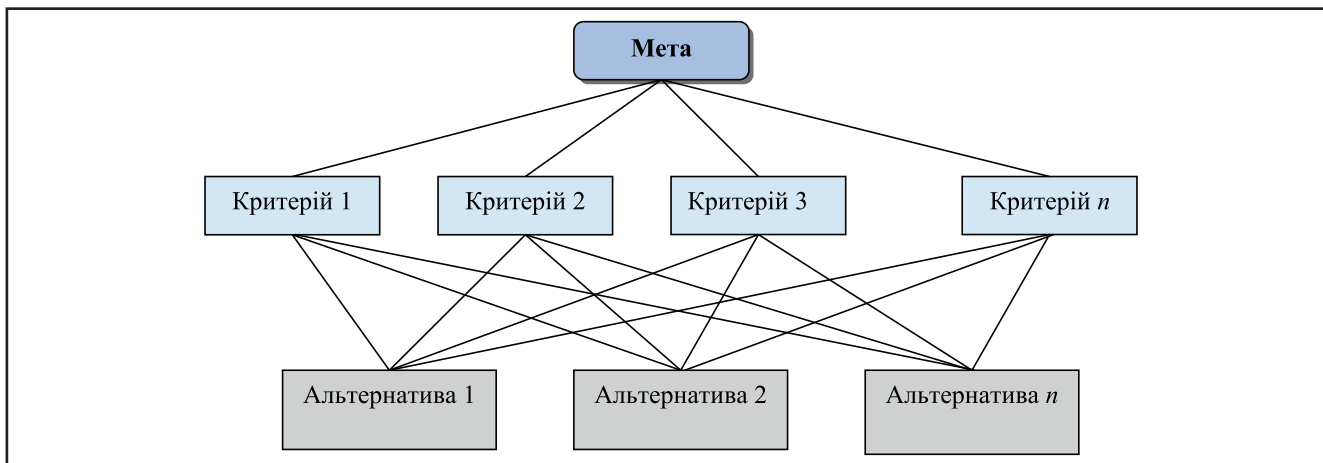 Мета
Критерій 1
Критерій 2
Критерій 3
Критерій n
Альтернатива 1
Альтернатива 2
Альтернатива n